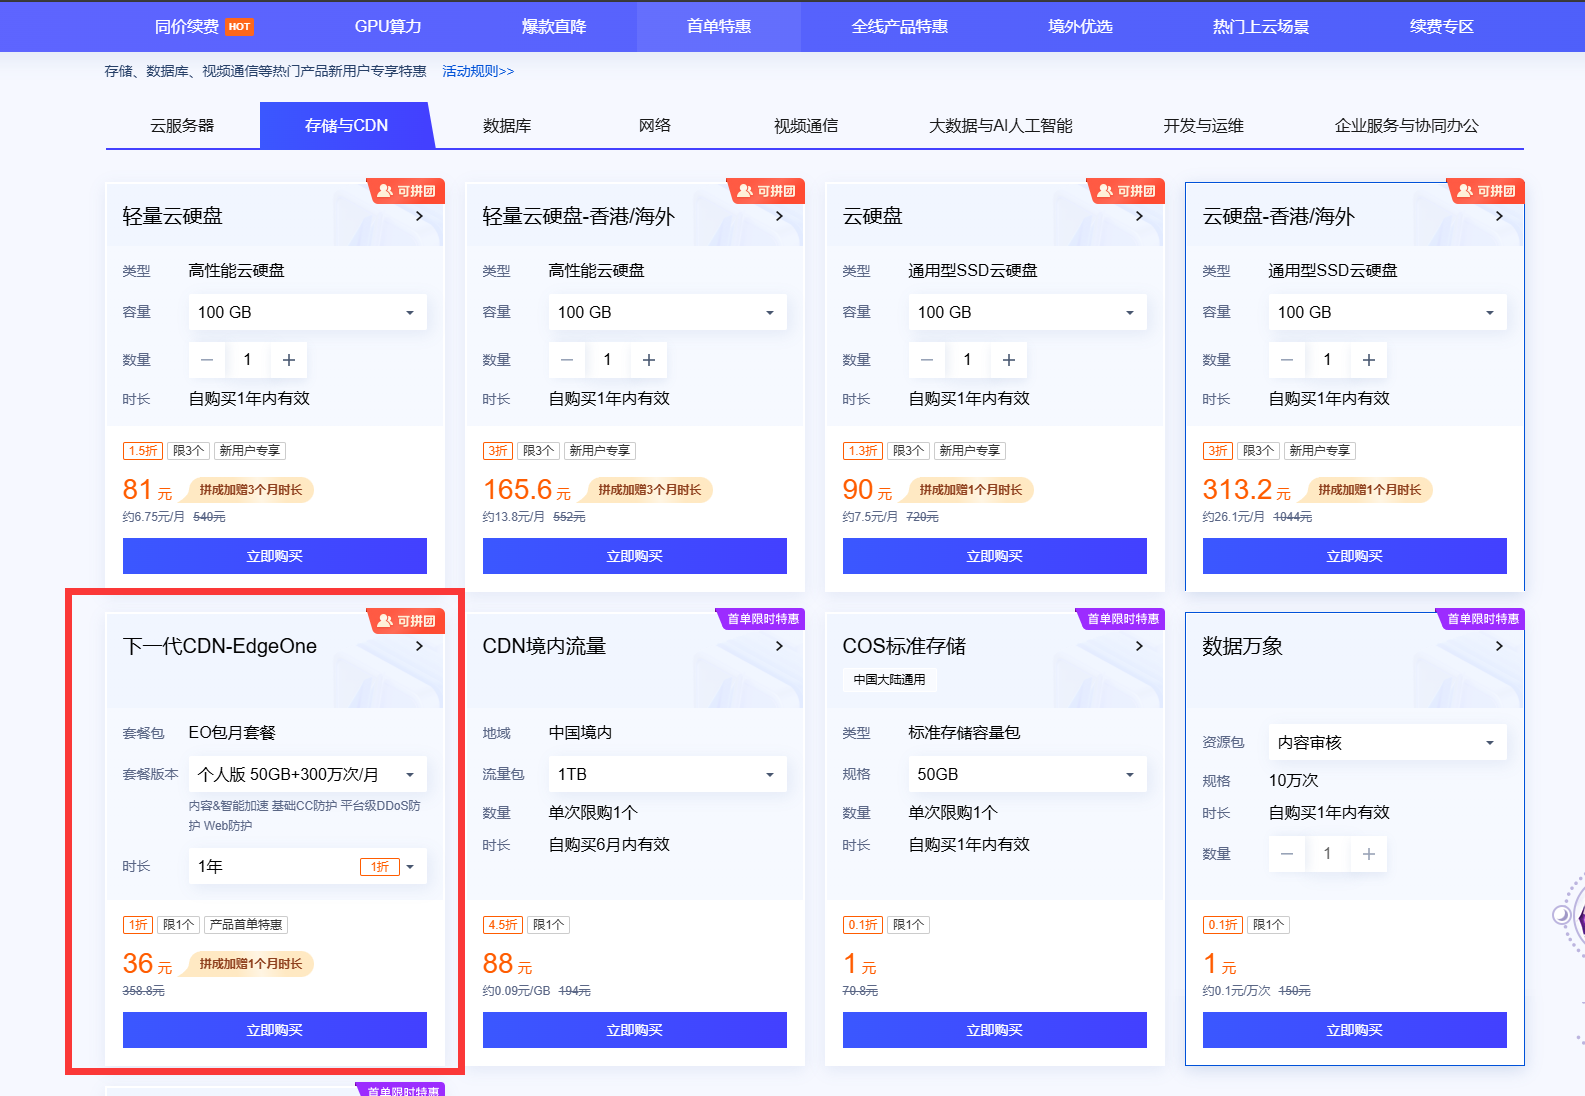 同价续费 HOT GPU算力 爆款直降 首单特惠 全线产品特惠 境外优选 热门上云场景 续费专区
存储、数据库、视频通信等热门产品新用户专享特惠 活动规则>>
云服务器 存储与CDN 数据库 网络 视频通信 大数据与AI人工智能 开发与运维 企业服务与协同办公
可拼团
轻量云硬盘
类型 高性能云硬盘
容量 100 GB
数量 1
时长 自购买1年内有效
1.5折 限3个 新用户专享
81 元 拼成加赠3个月时长
约6.75元/月 540元
立即购买
可拼团
轻量云硬盘-香港/海外
类型 高性能云硬盘
容量 100 GB
数量 1
时长 自购买1年内有效
3折 限3个 新用户专享
165.6 元 拼成加赠3个月时长
约13.8元/月 552元
立即购买
可拼团
云硬盘
类型 通用型SSD云硬盘
容量 100 GB
数量 1
时长 自购买1年内有效
1.3折 限3个 新用户专享
90 元 拼成加赠1个月时长
约7.5元/月 720元
立即购买
可拼团
云硬盘-香港/海外
类型 通用型SSD云硬盘
容量 100 GB
数量 1
时长 自购买1年内有效
3折 限3个 新用户专享
313.2 元 拼成加赠1个月时长
约26.1元/月 1044元
立即购买
可拼团
下一代CDN-EdgeOne
套餐包 EO包月套餐
套餐版本 个人版 50GB+300万次/月
内容&智能加速 基础CC防护 平台级DDoS防
护 Web防护
时长 1年 1折
1折 限1个 产品首单特惠
36 元 拼成加赠1个月时长
358.8元
立即购买
首单限时特惠
CDN境内流量
地域 中国境内
流量包 1TB
数量 单次限购1个
时长 自购买6月内有效
4.5折 限1个
88 元
约0.09元/GB 194元
立即购买
首单限时特惠
COS标准存储
中国大陆通用
类型 标准存储容量包
规格 50GB
数量 单次限购1个
时长 自购买1年内有效
0.1折 限1个
1 元
70.8元
立即购买
首单限时特惠
数据万象
资源包 内容审核
规格 10万次
时长 自购买1年内有效
数量 1
0.1折 限1个
1 元
约0.1元/万次 150元
立即购买
首单限时特惠